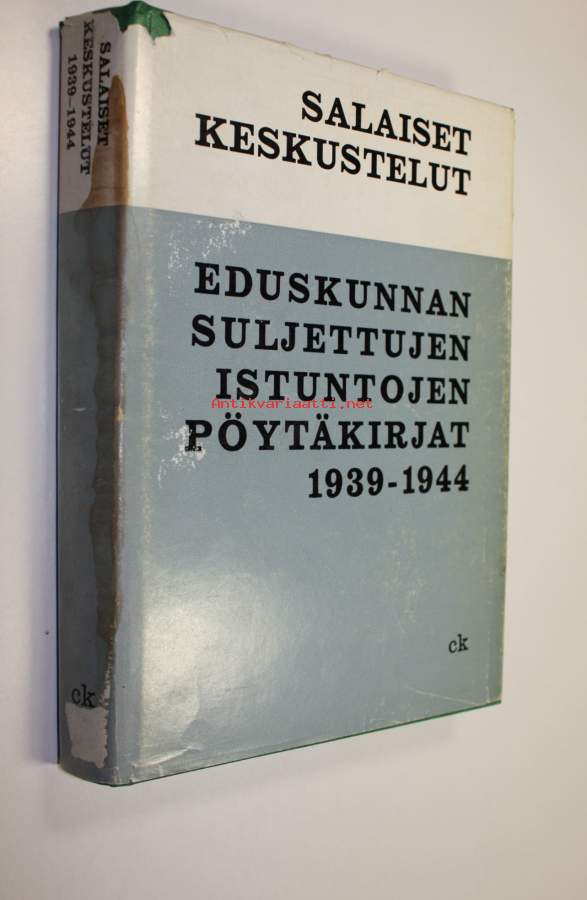 SALAISET
KESKUSTELUT
1939–1944
ck
SALAISET
KESKUSTELUT
EDUSKUNNAN
SULJETTUJEN
ISTUNTOJEN
Antikvariaatti.net
PÖYTÄKIRJAT
1939-1944
ck